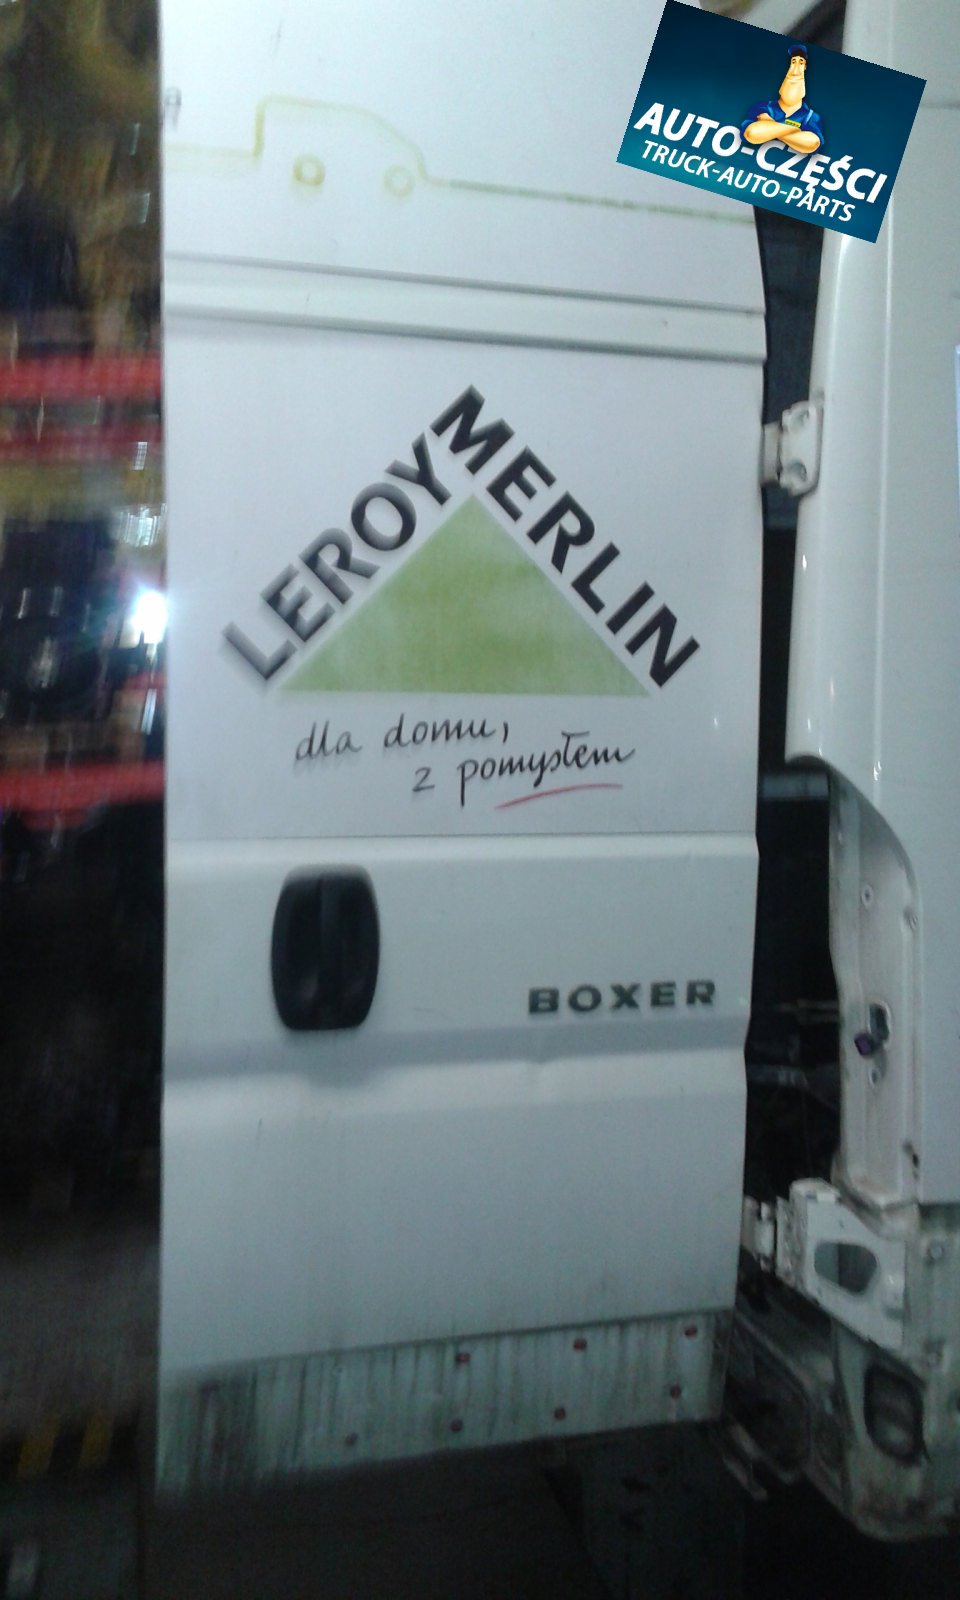 AUTO-CZĘŚCI
TRUCK-AUTO-PARTS
LEROY MERLIN
dla domu,
z pomysłem
BOXER